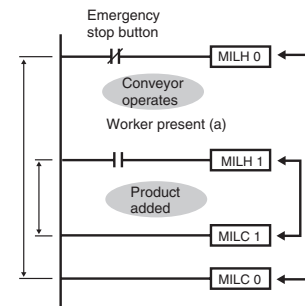 Emergency
stop button
MILH 0
Conveyor
operates
Worker present (a)
MILH 1
Product
added
MILC 1
MILC 0